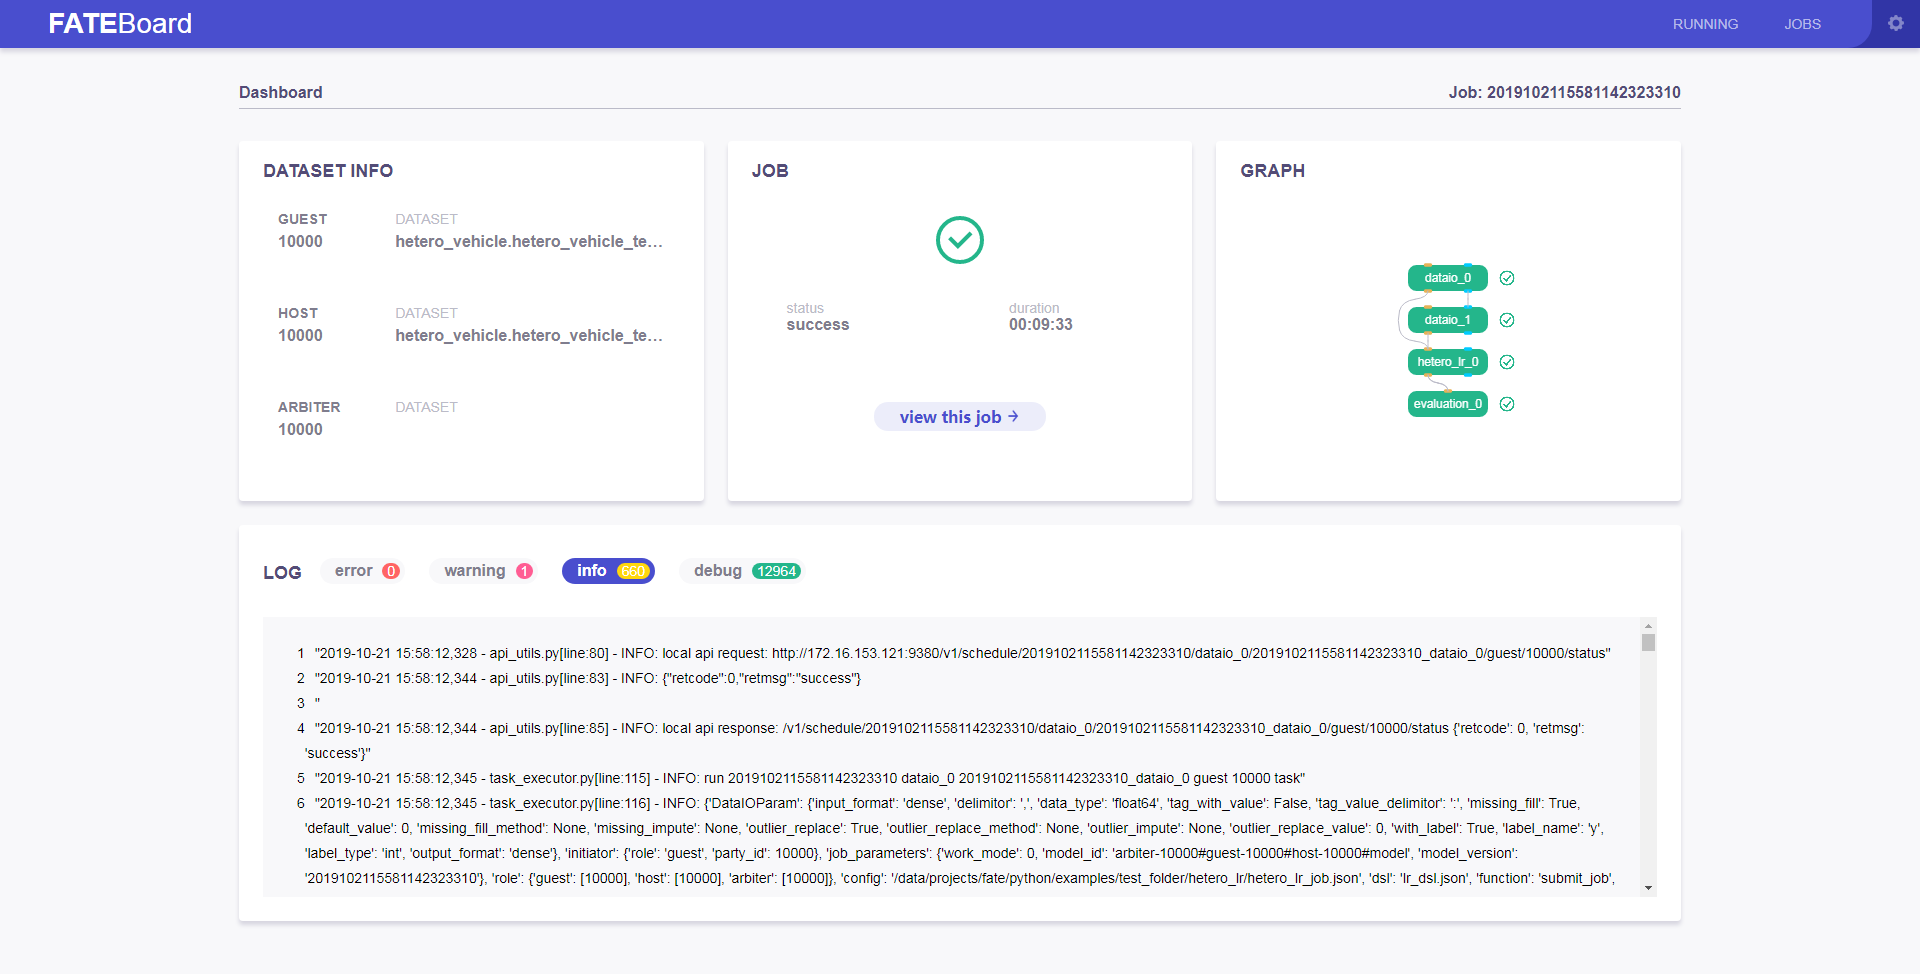 FATEBoard
RUNNING
JOBS
Dashboard
Job: 2019102115581142323310
DATASET INFO
GUEST
DATASET
10000
hetero_vehicle.hetero_vehicle_te...
HOST
DATASET
10000
hetero_vehicle.hetero_vehicle_te...
ARBITER
DATASET
10000
JOB
status
duration
success
00:09:33
view this job →
GRAPH
dataio_0
dataio_1
hetero_lr_0
evaluation_0
LOG
error 0
warning 1
info 660
debug 12964
1 "2019-10-21 15:58:12,328 - api_utils.py[line:80] - INFO: local api request: http://172.16.153.121:9380/v1/schedule/2019102115581142323310/dataio_0/2019102115581142323310_dataio_0/guest/10000/status"
2 "2019-10-21 15:58:12,344 - api_utils.py[line:83] - INFO: {"retcode":0,"retmsg":"success"}
3 "
4 "2019-10-21 15:58:12,344 - api_utils.py[line:85] - INFO: local api response: /v1/schedule/2019102115581142323310/dataio_0/2019102115581142323310_dataio_0/guest/10000/status {'retcode': 0, 'retmsg':
'success'}"
5 "2019-10-21 15:58:12,345 - task_executor.py[line:115] - INFO: run 2019102115581142323310 dataio_0 2019102115581142323310_dataio_0 guest 10000 task"
6 "2019-10-21 15:58:12,345 - task_executor.py[line:116] - INFO: {'DataIOParam': {'input_format': 'dense', 'delimitor': ',', 'data_type': 'float64', 'tag_with_value': False, 'tag_value_delimitor': ':', 'missing_fill': True,
'default_value': 0, 'missing_fill_method': None, 'missing_impute': None, 'outlier_replace': True, 'outlier_replace_method': None, 'outlier_impute': None, 'outlier_replace_value': 0, 'with_label': True, 'label_name': 'y',
'label_type': 'int', 'output_format': 'dense'}, 'initiator': {'role': 'guest', 'party_id': 10000}, 'job_parameters': {'work_mode': 0, 'model_id': 'arbiter-10000#guest-10000#host-10000#model', 'model_version':
'2019102115581142323310'}, 'role': {'guest': [10000], 'host': [10000], 'arbiter': [10000]}, 'config': '/data/projects/fate/python/examples/test_folder/hetero_lr/hetero_lr_job.json', 'dsl': 'lr_dsl.json', 'function': 'submit_job',